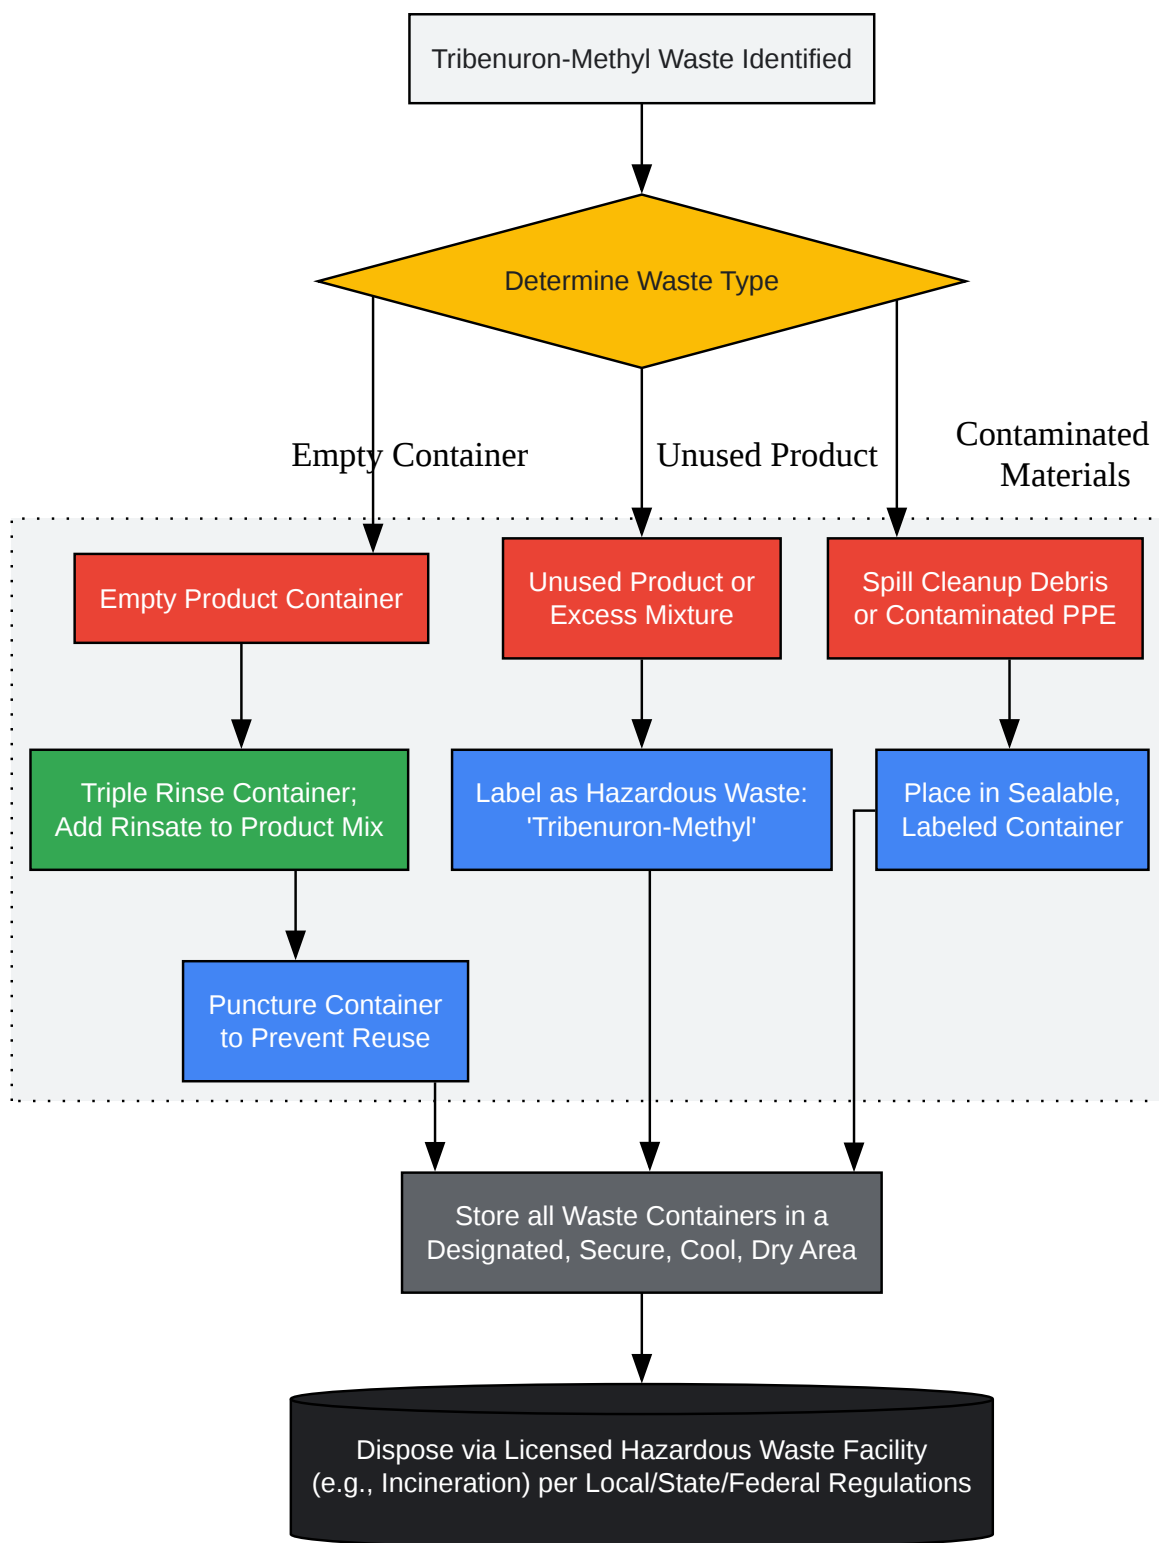 Tribenuron-Methyl Waste Identified
Determine Waste Type
Empty Container
Unused Product
Contaminated
Materials
Empty Product Container
Unused Product or
Excess Mixture
Spill Cleanup Debris
or Contaminated PPE
Triple Rinse Container;
Add Rinsate to Product Mix
Label as Hazardous Waste:
'Tribenuron-Methyl'
Place in Sealable,
Labeled Container
Puncture Container
to Prevent Reuse
Store all Waste Containers in a
Designated, Secure, Cool, Dry Area
Dispose via Licensed Hazardous Waste Facility
(e.g., Incineration) per Local/State/Federal Regulations